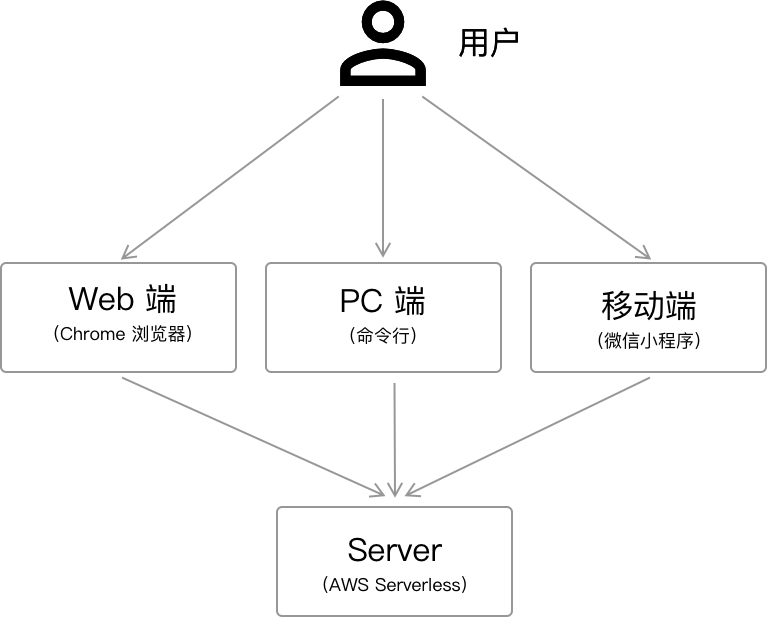 用户
Web 端
(Chrome 浏览器)
PC 端
(命令行)
移动端
(微信小程序)
Server
(AWS Serverless)